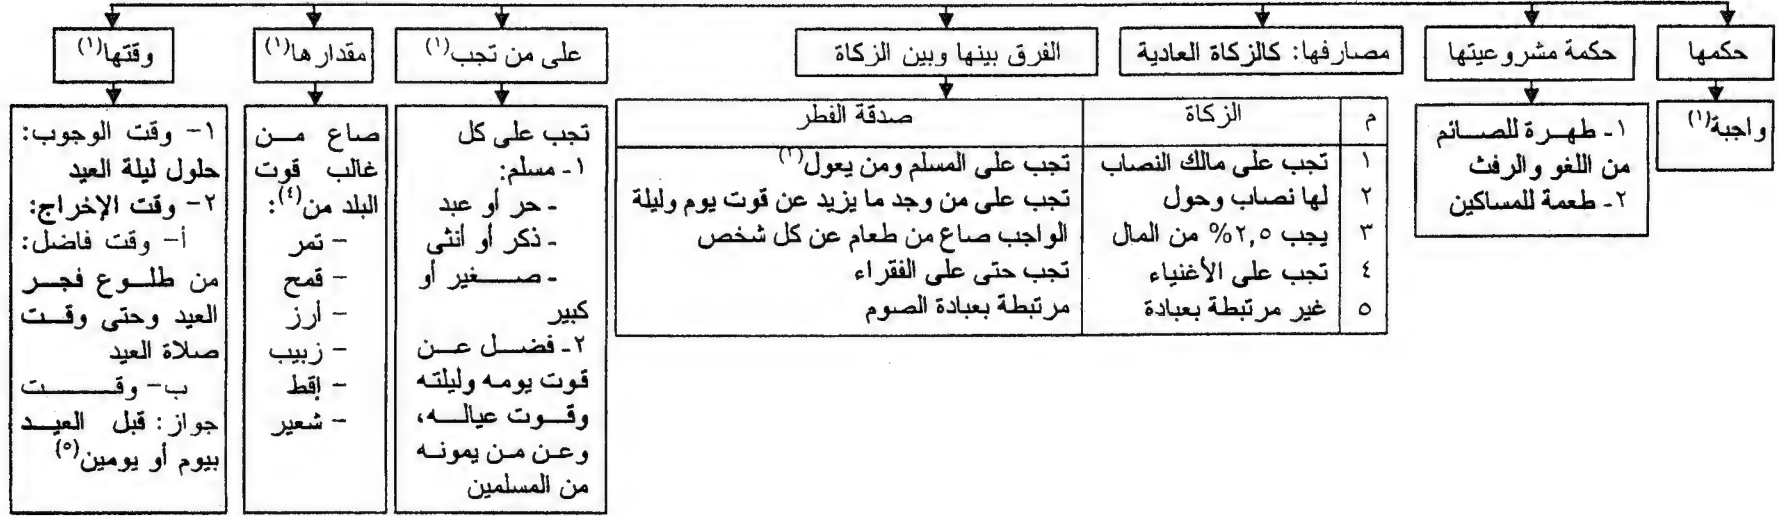 حكمها
واجبة(١)
حكمة مشروعيتها
١- طهرة للصائم
من اللغو والرفث
٢- طعمة للمساكين
مصارفها: كالزكاة العادية
الفرق بينها وبين الزكاة
م الزكاة صدقة الفطر
١ تجب على مالك النصاب تجب على المسلم ومن يعول(٢)
٢ لها نصاب وحول تجب على من وجد ما يزيد عن قوت يوم وليلة
٣ يجب ٢,٥% من المال الواجب صاع من طعام عن كل شخص
٤ تجب على الأغنياء تجب حتى على الفقراء
٥ غير مرتبطة بعبادة مرتبطة بعبادة الصوم
على من تجب(١)
تجب على كل
١- مسلم:
- حر أو عبد
- ذكر أو أنثى
- صغير أو
كبير
٢- فضل عن
قوت يومه وليلته
وقوت عياله،
وعن من يمونه
من المسلمين
مقدارها(١)
صاع من
غالب قوت
البلد من(٤):
- تمر
- قمح
- أرز
- زبيب
- إقط
- شعير
وقتها(١)
١- وقت الوجوب:
حلول ليلة العيد
٢- وقت الإخراج:
أ- وقت فاضل:
من طلوع فجر
العيد وحتى وقت
صلاة العيد
ب- وقت
جواز: قبل العيد
بيوم أو يومين(٥)